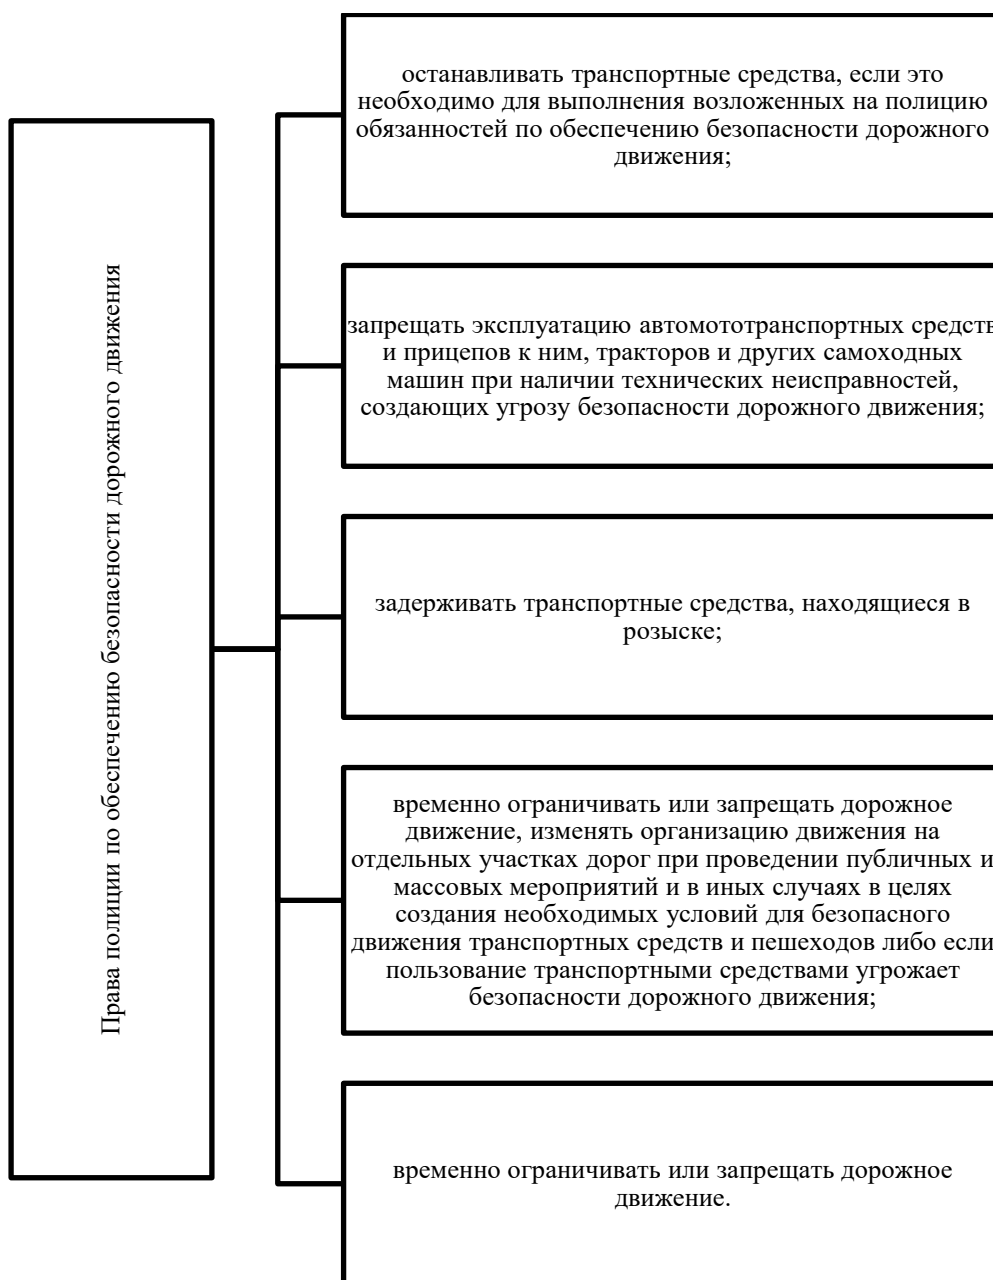 Права полиции по обеспечению безопасности дорожного движения
останавливать транспортные средства, если это
необходимо для выполнения возложенных на полицию
обязанностей по обеспечению безопасности дорожного
движения;
запрещать эксплуатацию автомототранспортных средств
и прицепов к ним, тракторов и других самоходных
машин при наличии технических неисправностей,
создающих угрозу безопасности дорожного движения;
задерживать транспортные средства, находящиеся в
розыске;
временно ограничивать или запрещать дорожное
движение, изменять организацию движения на
отдельных участках дорог при проведении публичных и
массовых мероприятий и в иных случаях в целях
создания необходимых условий для безопасного
движения транспортных средств и пешеходов либо если
пользование транспортными средствами угрожает
безопасности дорожного движения;
временно ограничивать или запрещать дорожное
движение.